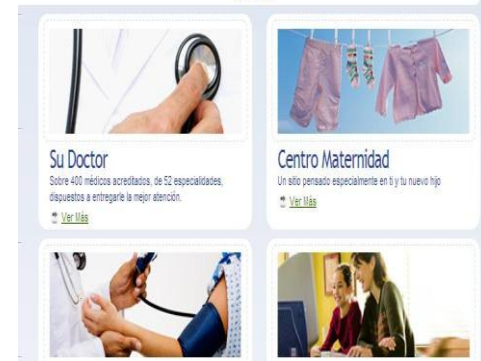 Su Doctor
Sobre 400 médicos acreditados, de 52 especialidades,
dispuestos a entregarle la mejor atención.
Ver Más
Centro Maternidad
Un sitio pensado especialmente en ti y tu nuevo hijo
Ver Más